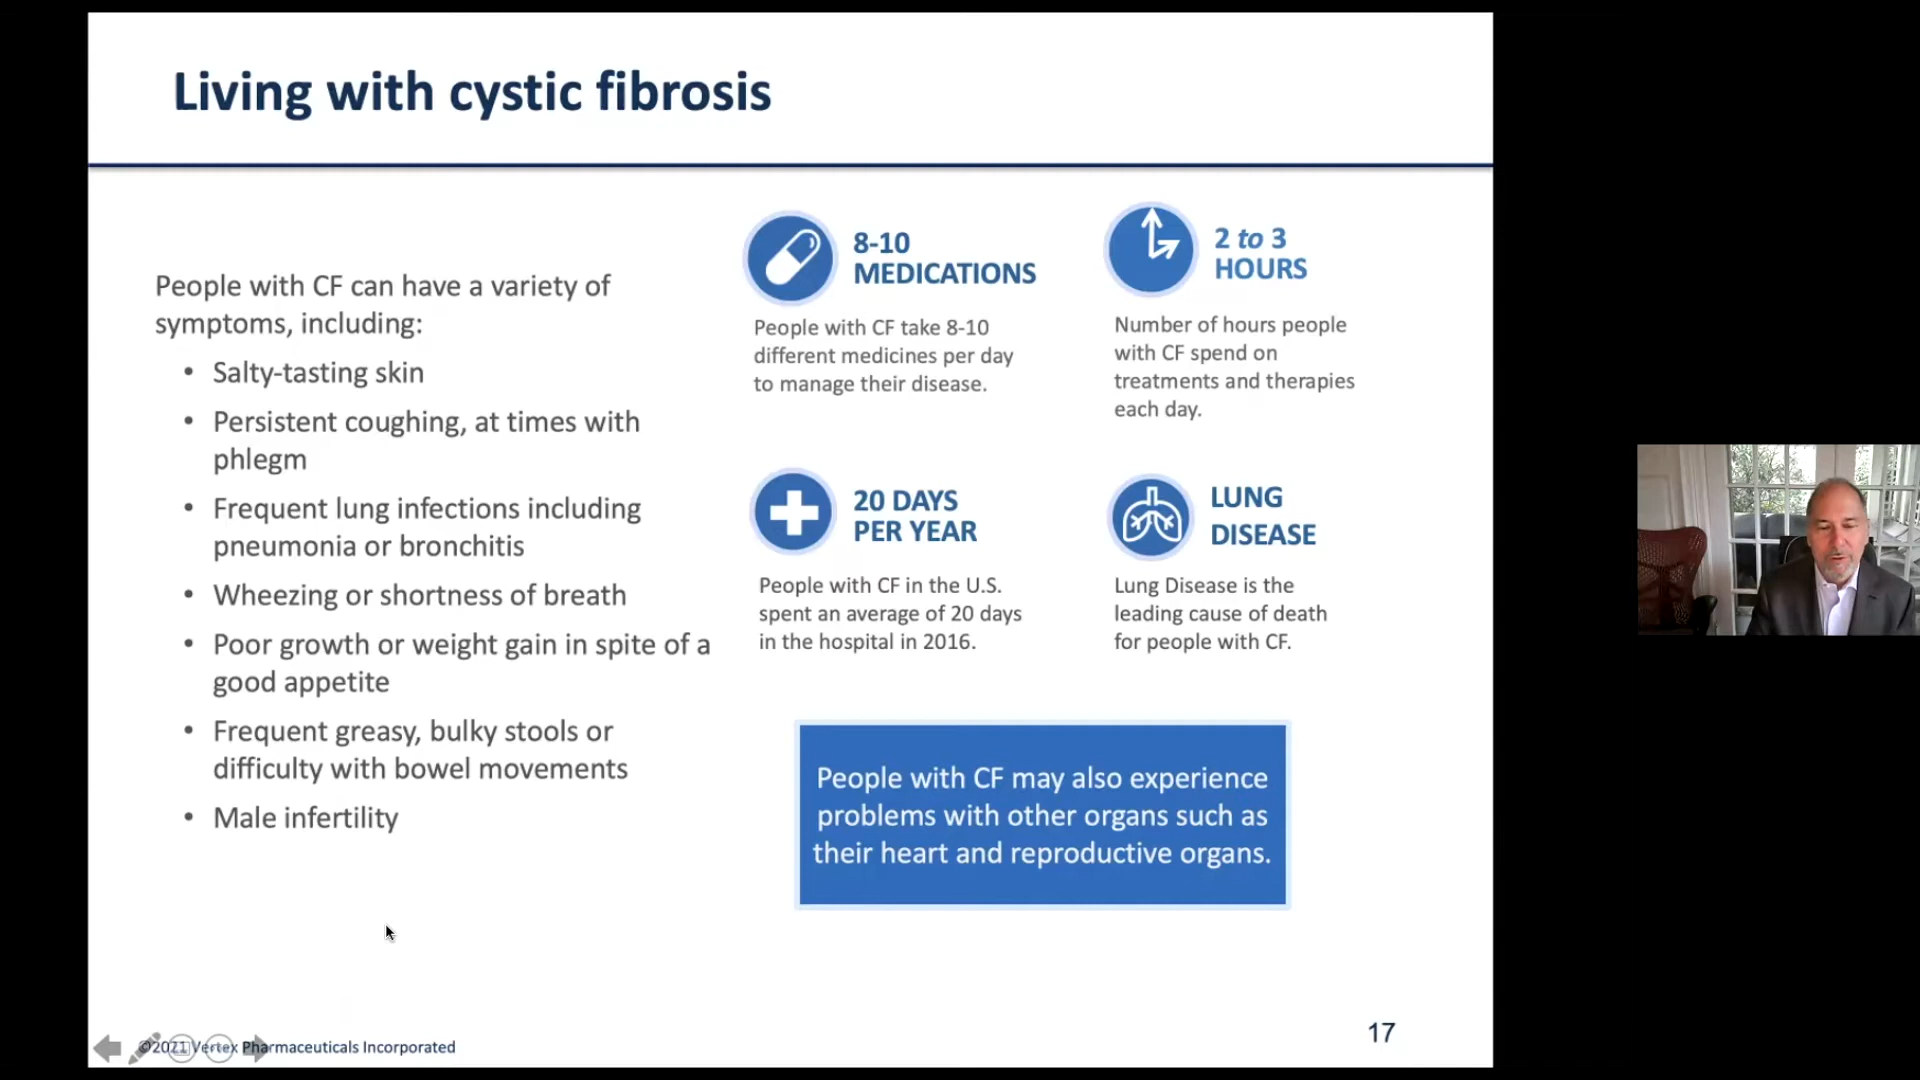 Living with cystic fibrosis
People with CF can have a variety of
symptoms, including:
• Salty-tasting skin
• Persistent coughing, at times with
phlegm
• Frequent lung infections including
pneumonia or bronchitis
• Wheezing or shortness of breath
• Poor growth or weight gain in spite of a
good appetite
• Frequent greasy, bulky stools or
difficulty with bowel movements
• Male infertility
8-10
MEDICATIONS
People with CF take 8-10
different medicines per day
to manage their disease.
2 to 3
HOURS
Number of hours people
with CF spend on
treatments and therapies
each day.
20 DAYS
PER YEAR
People with CF in the U.S.
spent an average of 20 days
in the hospital in 2016.
LUNG
DISEASE
Lung Disease is the
leading cause of death
for people with CF.
People with CF may also experience
problems with other organs such as
their heart and reproductive organs.
©2021 Vertex Pharmaceuticals Incorporated
17